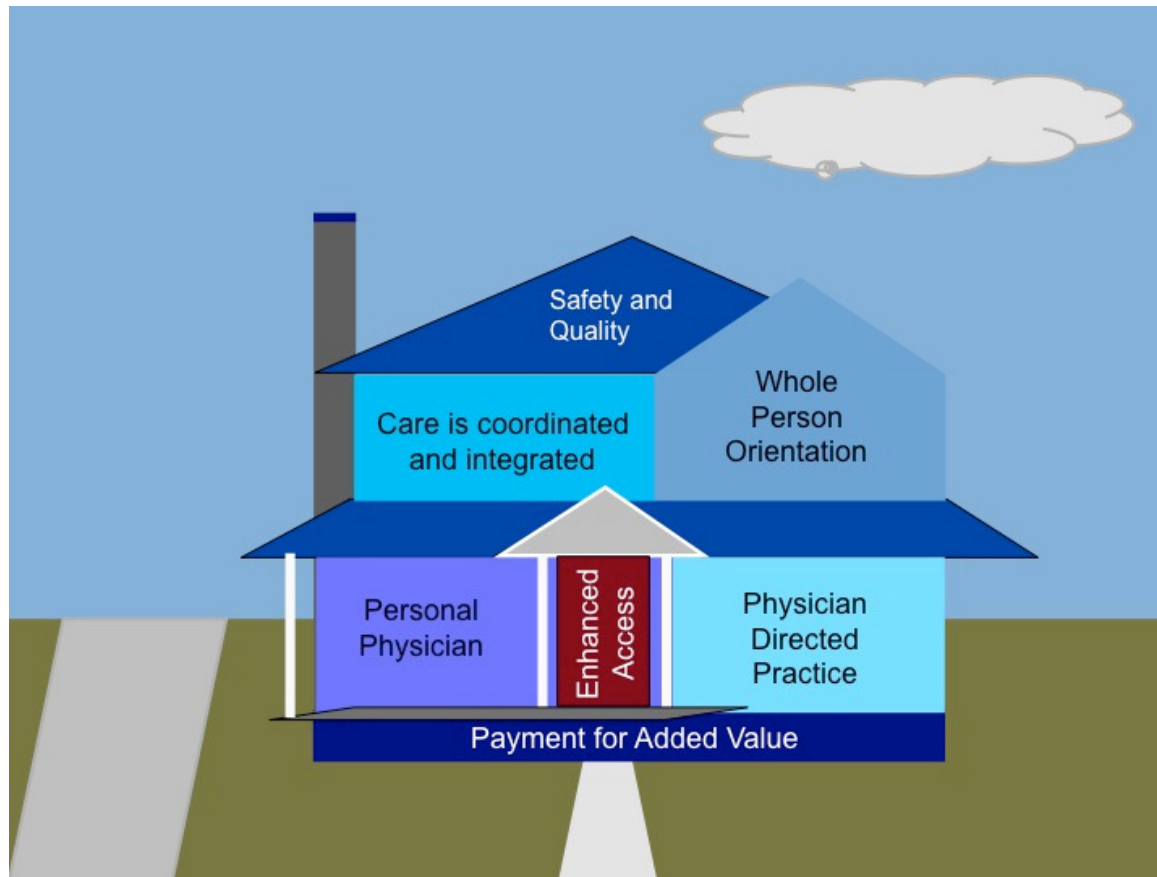 Safety and
Quality
Whole
Person
Orientation
Care is coordinated
and integrated
Personal
Physician
Enhanced
Access
Physician
Directed
Practice
Payment for Added Value